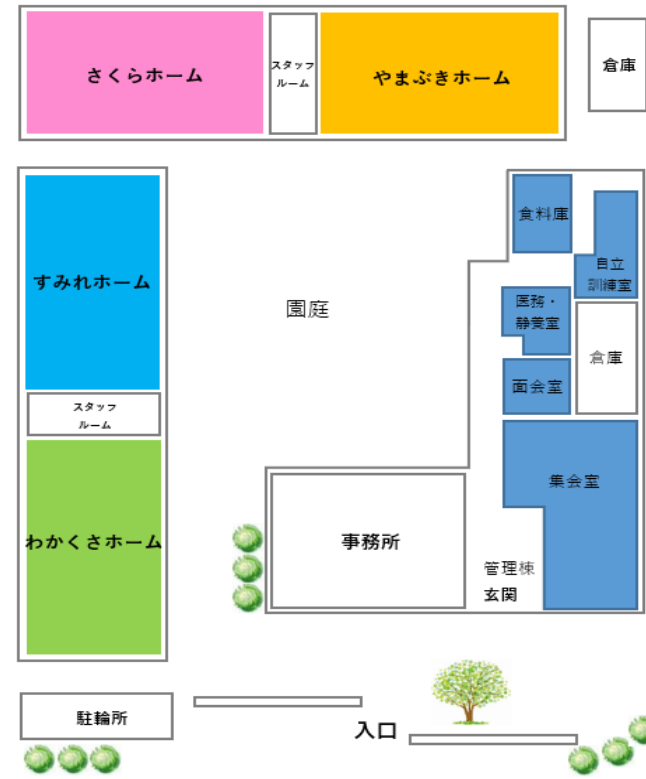 さくらホーム
スタッフ
ルーム
やまぶきホーム
倉庫
すみれホーム
スタッフ
ルーム
わかくさホーム
園庭
食料庫
自立
訓練室
医務・
静養室
倉庫
面会室
集会室
事務所
管理棟
玄関
駐輪所
入口